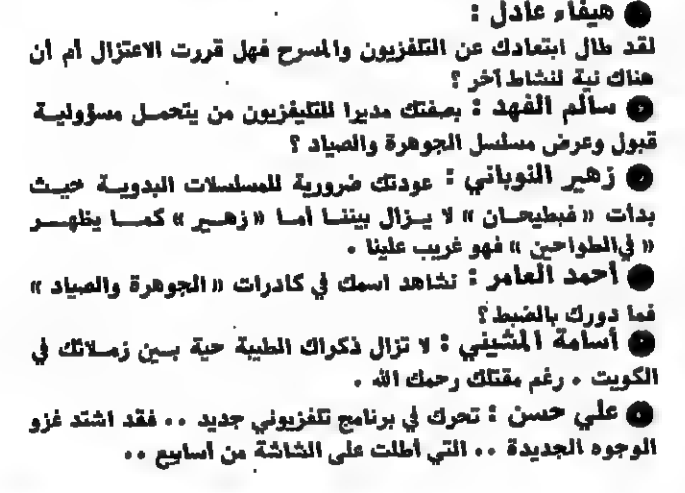 ● هيفاء عادل :
لقد طال ابتعادك عن التلفزيون والمسرح فهل قررت الاعتزال أم أن
هناك نية لنشاط آخر ؟
● سالم الفهد : بصفتك مديرا للتليفزيون من يتحمل مسؤولية
قبول وعرض مسلسل الجوهرة والصياد ؟
● زهير النوباني : عودتك ضرورية للمسلسلات البدوية حيث
بدأت « فبطيحان » لا يزال بيننا أما « زهير » كما يظهر
« في الطواحين » فهو غريب علينا .
● أحمد العامر : نشاهد اسمك في كادرات « الجوهرة والصياد »
فما دورك بالضبط ؟
● أسامة المشيني : لا تزال ذكراك الطيبة حية بين زملائك في
الكويت . رغم مقتلك رحمك الله .
● علي حسن : تحرك في برنامج تلفزيوني جديد .. فقد اشتد غزو
الوجوه الجديدة .. التي أطلت على الشاشة من أسابيع ..